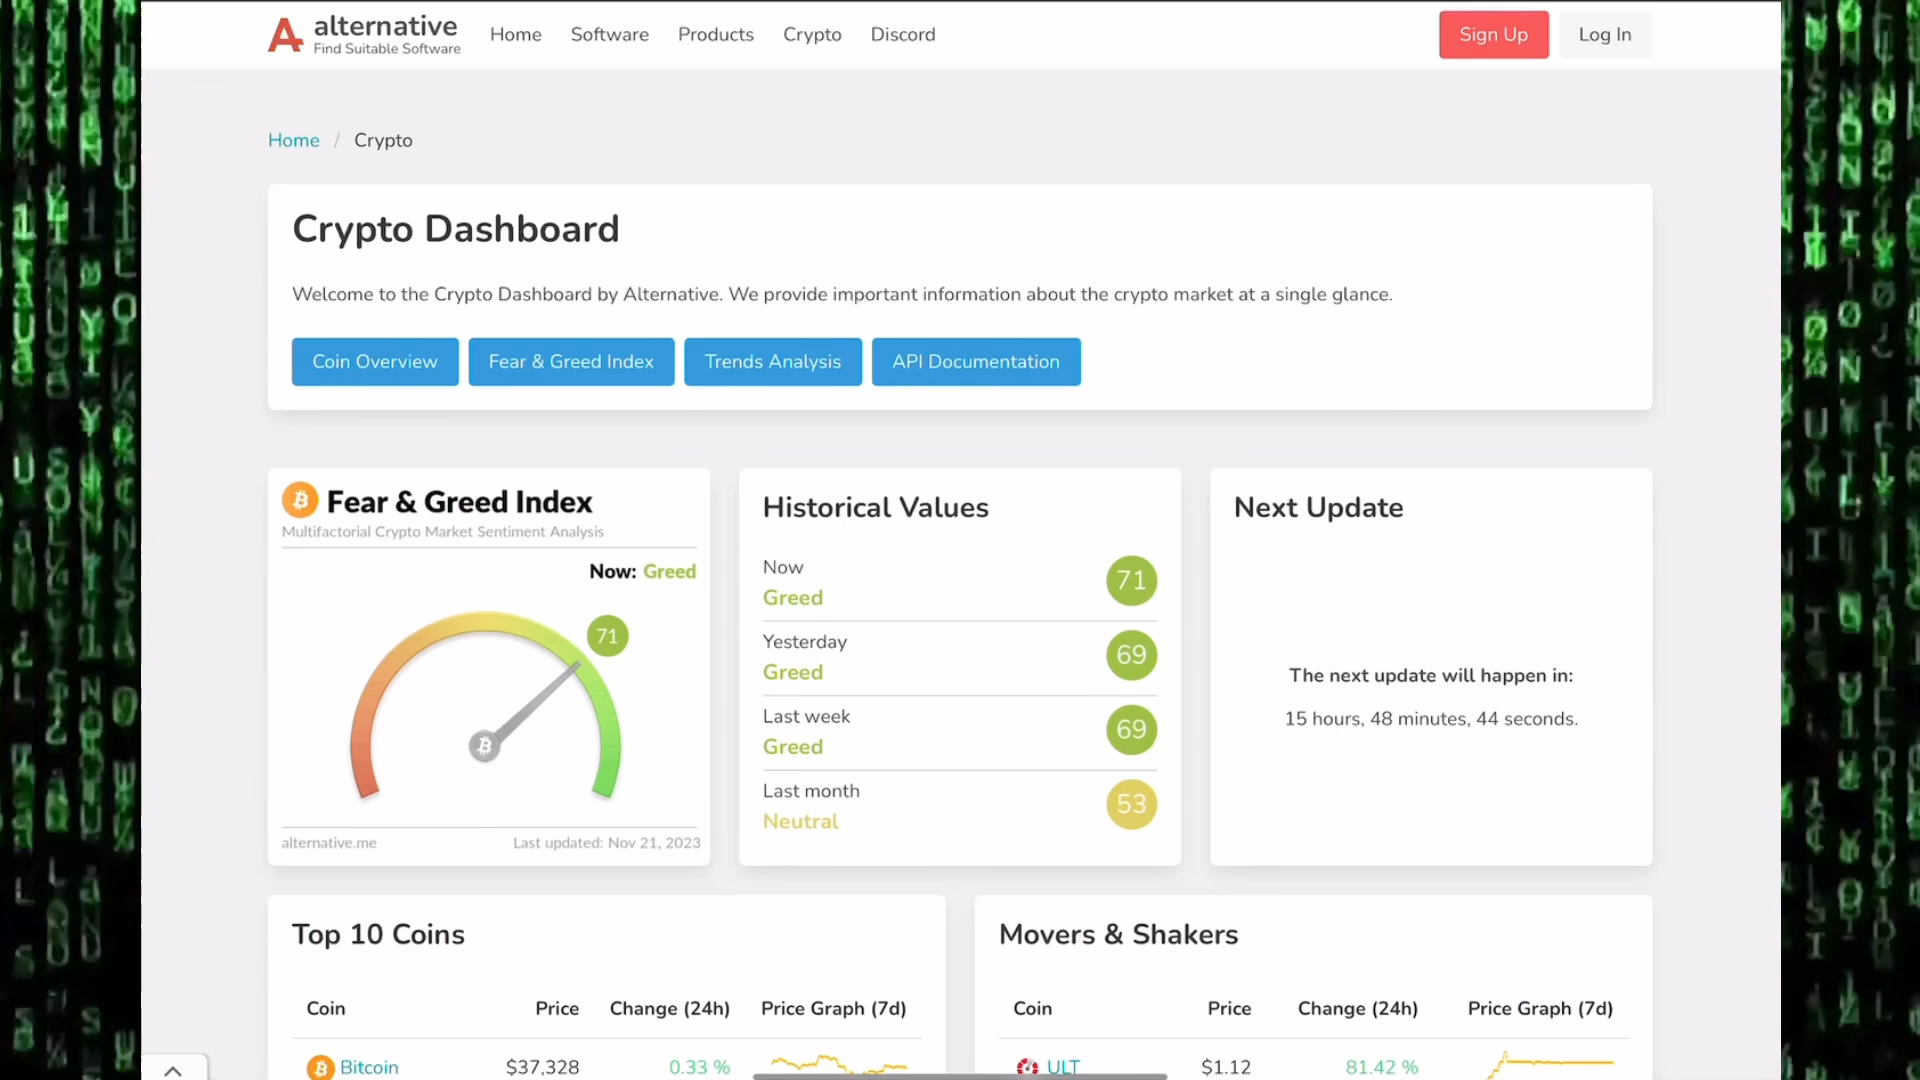 alternative
Find Suitable Software
Home Software Products Crypto Discord
Sign Up Log In
Home / Crypto
Crypto Dashboard
Welcome to the Crypto Dashboard by Alternative. We provide important information about the crypto market at a single glance.
Coin Overview Fear & Greed Index Trends Analysis API Documentation
Fear & Greed Index
Multifactorial Crypto Market Sentiment Analysis
Now: Greed
71
alternative.me Last updated: Nov 21, 2023
Historical Values
Now
Greed 71
Yesterday
Greed 69
Last week
Greed 69
Last month
Neutral 53
Next Update
The next update will happen in:
15 hours, 48 minutes, 44 seconds.
Top 10 Coins
Coin Price Change (24h) Price Graph (7d)
Bitcoin $37,328 0.33 %
Movers & Shakers
Coin Price Change (24h) Price Graph (7d)
ULT $1.12 81.42 %